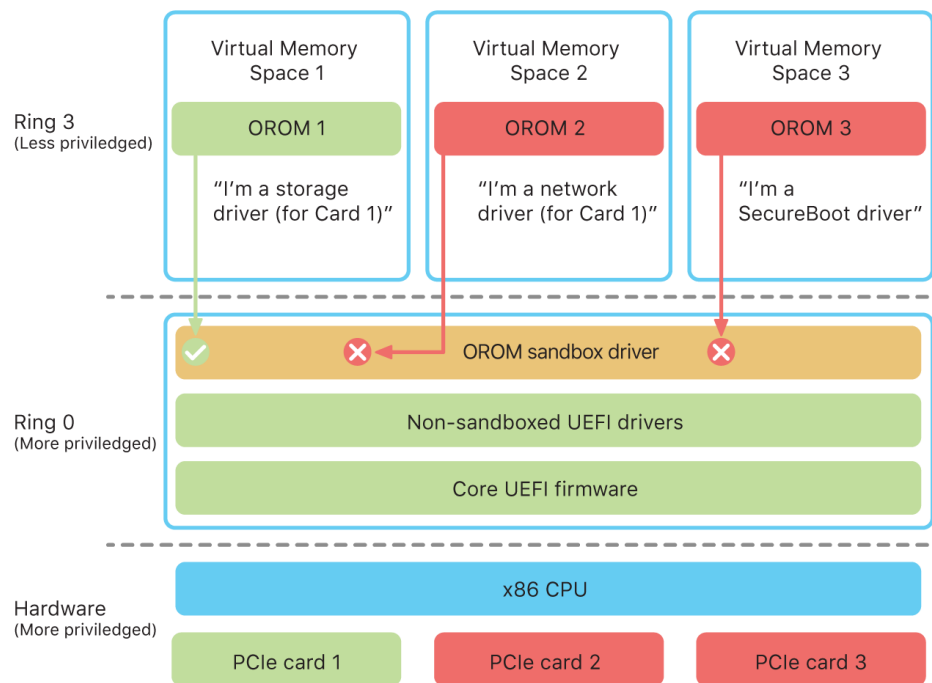 Virtual Memory
Space 1
Virtual Memory
Space 2
Virtual Memory
Space 3
Ring 3
(Less priviledged)
OROM 1
OROM 2
OROM 3
“I’m a storage
driver (for Card 1)”
“I’m a network
driver (for Card 1)”
“I’m a
SecureBoot driver”
OROM sandbox driver
Ring 0
(More priviledged)
Non-sandboxed UEFI drivers
Core UEFI firmware
Hardware
(More priviledged)
x86 CPU
PCIe card 1
PCIe card 2
PCIe card 3